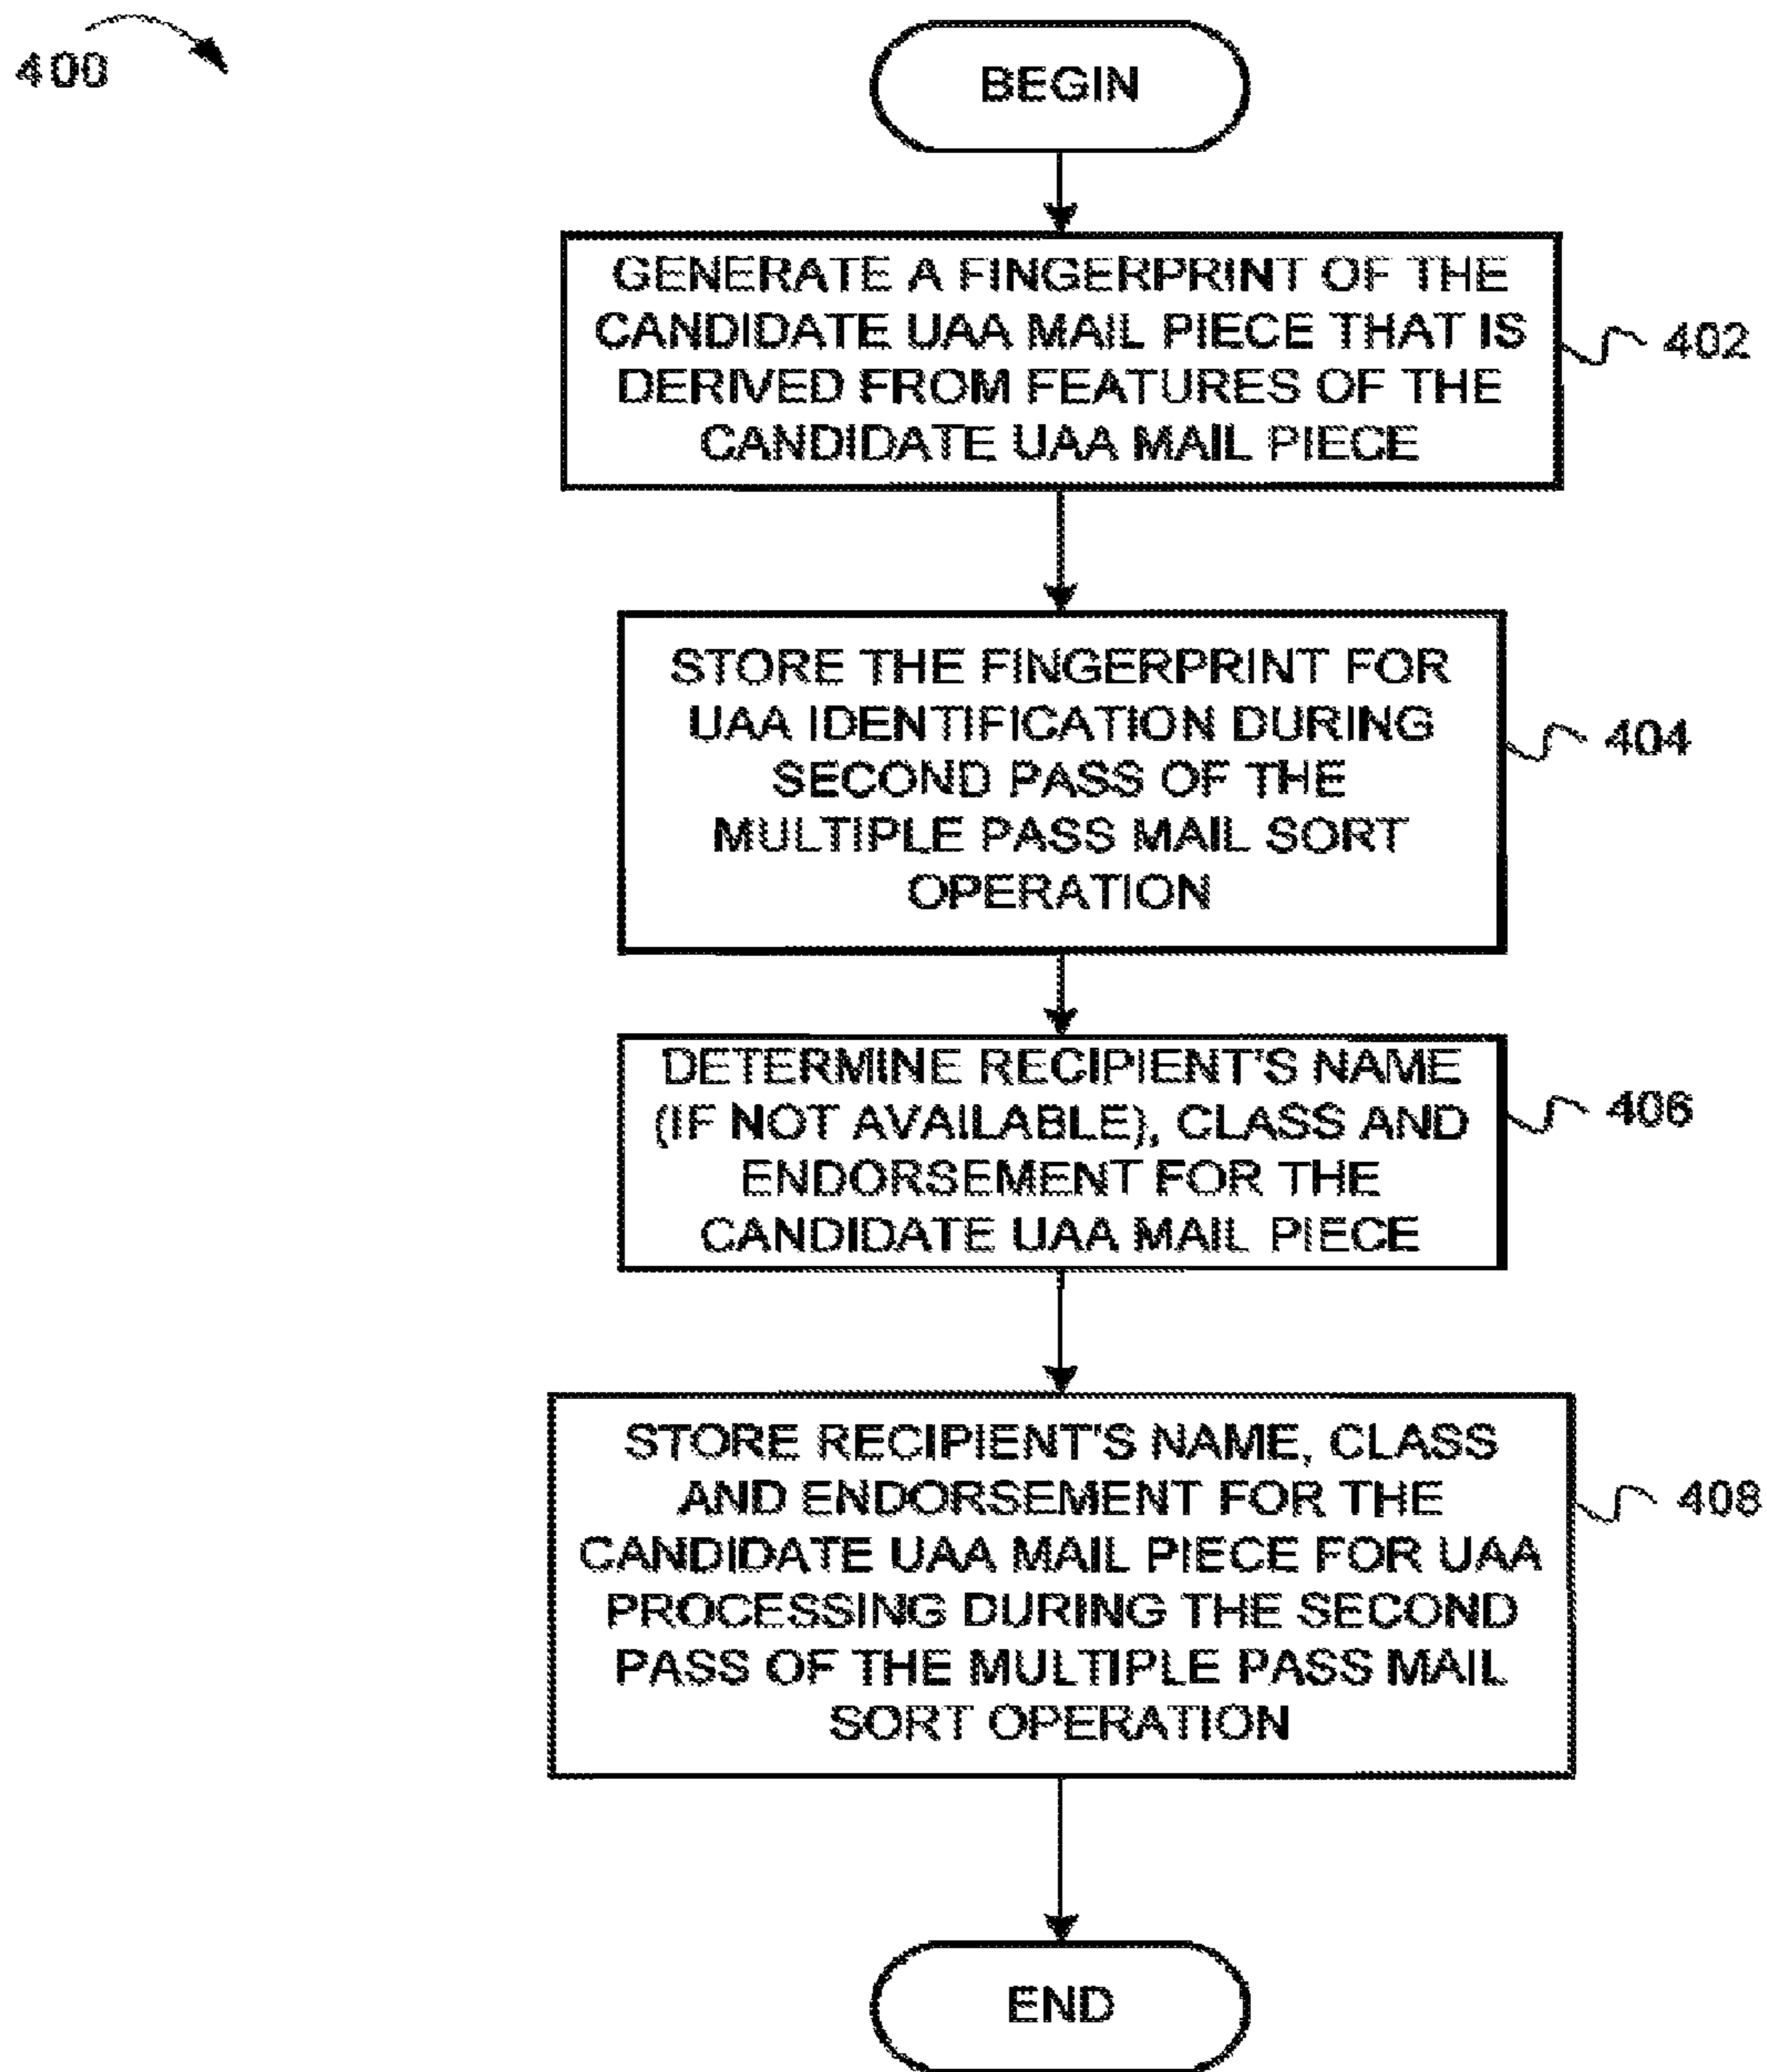 400
BEGIN
GENERATE A FINGERPRINT OF THE
CANDIDATE UAA MAIL PIECE THAT IS
DERIVED FROM FEATURES OF THE
CANDIDATE UAA MAIL PIECE
402
STORE THE FINGERPRINT FOR
UAA IDENTIFICATION DURING
SECOND PASS OF THE
MULTIPLE PASS MAIL SORT
OPERATION
404
DETERMINE RECIPIENT'S NAME
(IF NOT AVAILABLE), CLASS AND
ENDORSEMENT FOR THE
CANDIDATE UAA MAIL PIECE
406
STORE RECIPIENT'S NAME, CLASS
AND ENDORSEMENT FOR THE
CANDIDATE UAA MAIL PIECE FOR UAA
PROCESSING DURING THE SECOND
PASS OF THE MULTIPLE PASS MAIL
SORT OPERATION
408
END